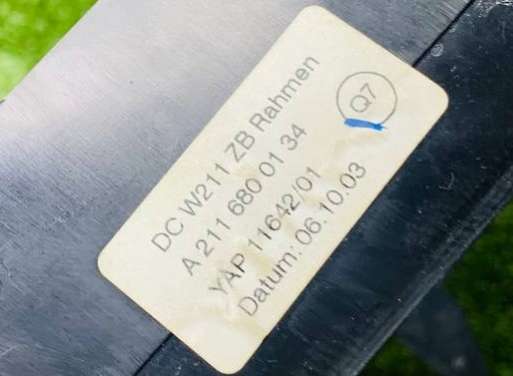 DC W211 ZB Rahmen
A 211 680 01 34
YAP 11642/01
Datum: 06.10.03
Q7